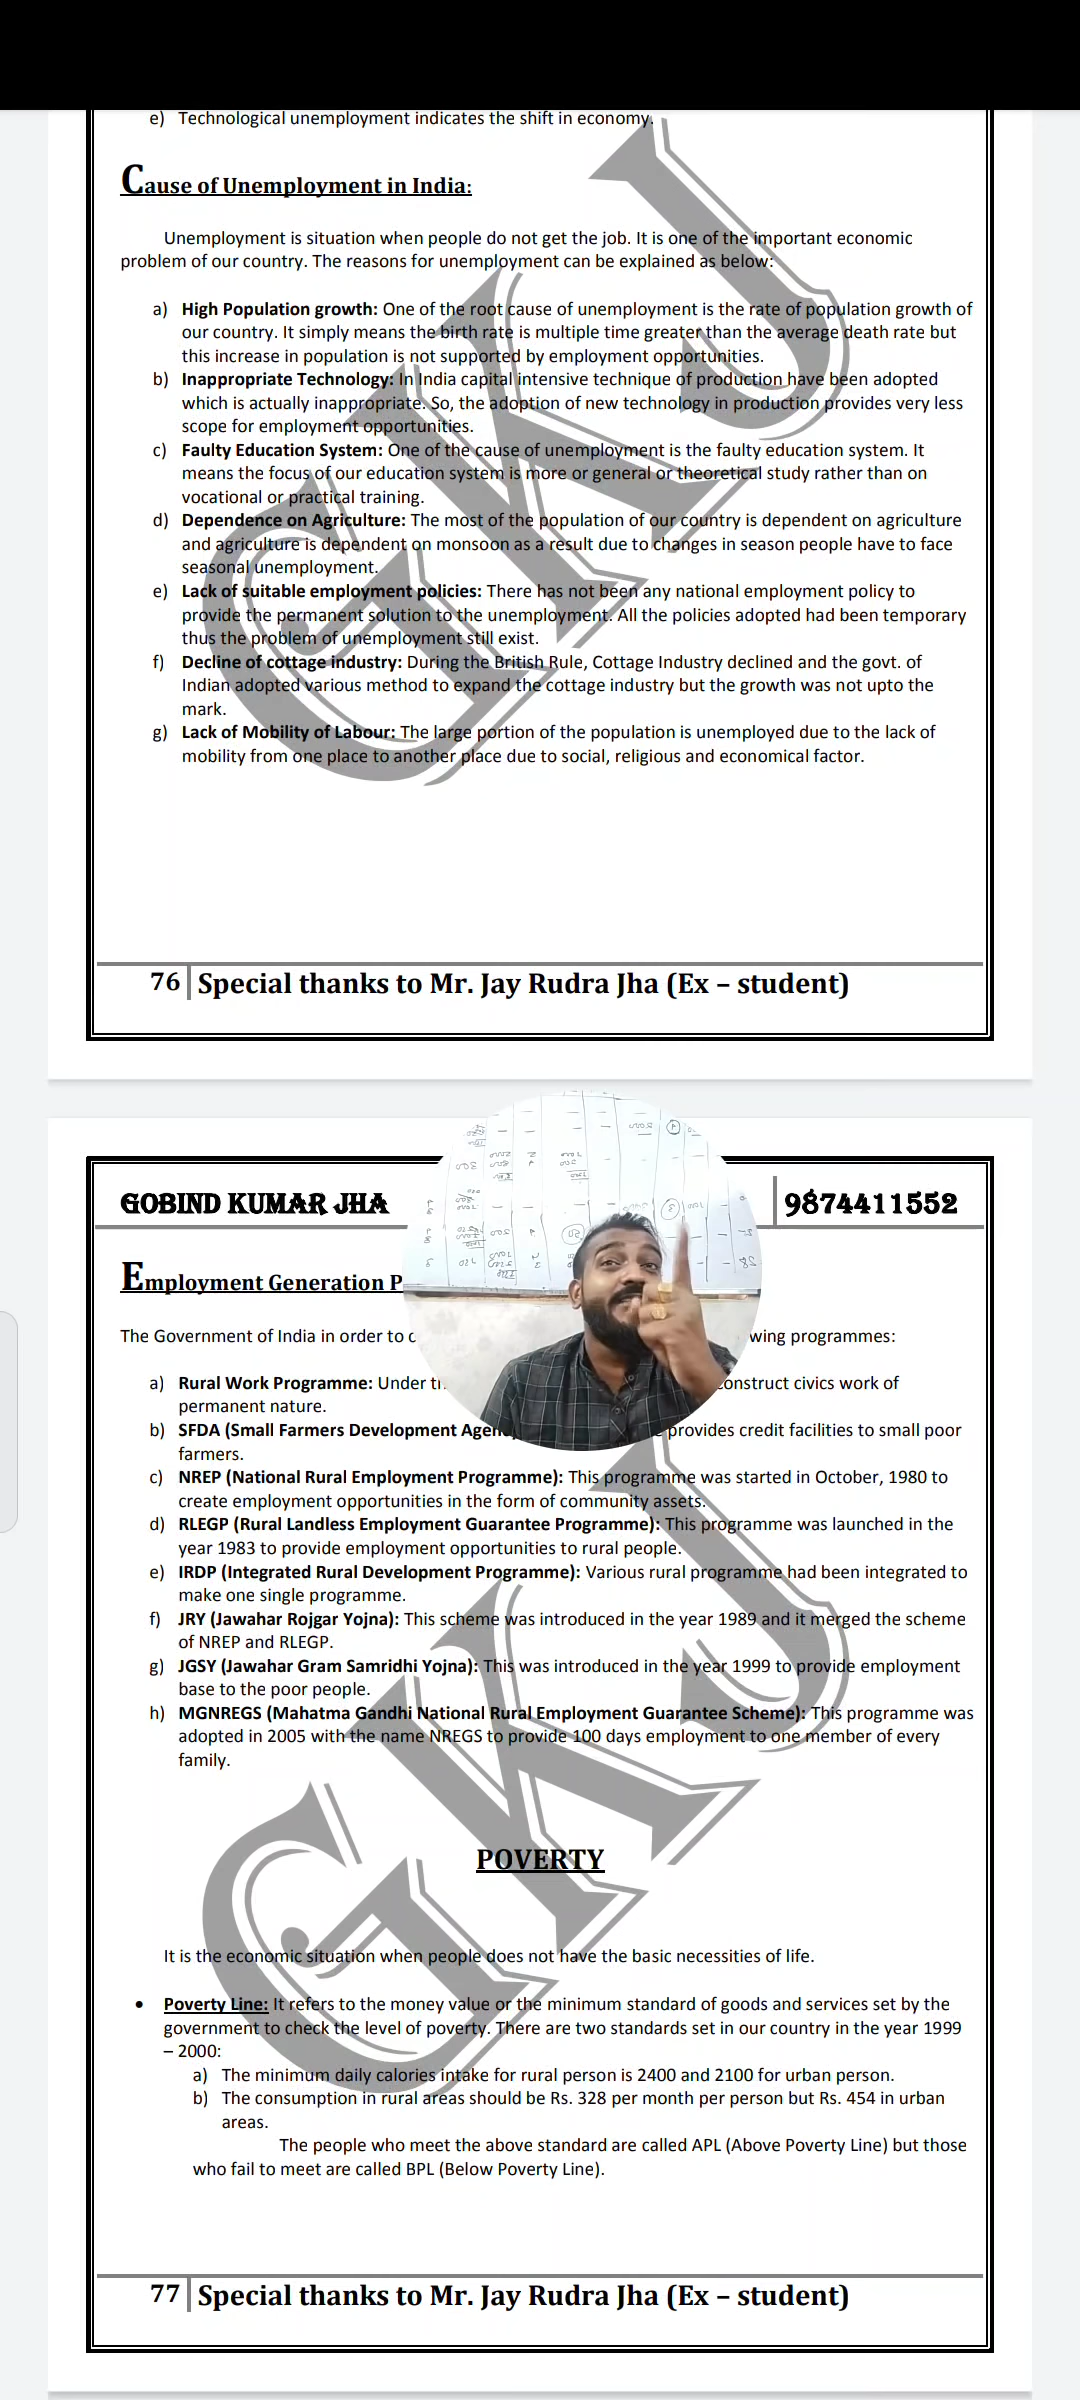 e) Technological unemployment indicates the shift in economy.
Cause of Unemployment in India:
Unemployment is situation when people do not get the job. It is one of the important economic
problem of our country. The reasons for unemployment can be explained as below:
a) High Population growth: One of the root cause of unemployment is the rate of population growth of
our country. It simply means the birth rate is multiple time greater than the average death rate but
this increase in population is not supported by employment opportunities.
b) Inappropriate Technology: In India capital intensive technique of production have been adopted
which is actually inappropriate. So, the adoption of new technology in production provides very less
scope for employment opportunities.
c) Faulty Education System: One of the cause of unemployment is the faulty education system. It
means the focus of our education system is more or general or theoretical study rather than on
vocational or practical training.
d) Dependence on Agriculture: The most of the population of our country is dependent on agriculture
and agriculture is dependent on monsoon as a result due to changes in season people have to face
seasonal unemployment.
e) Lack of suitable employment policies: There has not been any national employment policy to
provide the permanent solution to the unemployment. All the policies adopted had been temporary
thus the problem of unemployment still exist.
f) Decline of cottage industry: During the British Rule, Cottage Industry declined and the govt. of
Indian adopted various method to expand the cottage industry but the growth was not upto the
mark.
g) Lack of Mobility of Labour: The large portion of the population is unemployed due to the lack of
mobility from one place to another place due to social, religious and economical factor.
GKJ
76 Special thanks to Mr. Jay Rudra Jha (Ex – student)
GOBIND KUMAR JHA 9874411552
Employment Generation P
The Government of India in order to wing programmes:
a) Rural Work Programme: Under construct civics work of
permanent nature.
b) SFDA (Small Farmers Development provides credit facilities to small poor
farmers.
c) NREP (National Rural Employment Programme): This programme was started in October, 1980 to
create employment opportunities in the form of community assets.
d) RLEGP (Rural Landless Employment Guarantee Programme): This programme was launched in the
year 1983 to provide employment opportunities to rural people.
e) IRDP (Integrated Rural Development Programme): Various rural programme had been integrated to
make one single programme.
f) JRY (Jawahar Rojgar Yojna): This scheme was introduced in the year 1989 and it merged the scheme
of NREP and RLEGP.
g) JGSY (Jawahar Gram Samridhi Yojna): This was introduced in the year 1999 to provide employment
base to the poor people.
h) MGNREGS (Mahatma Gandhi National Rural Employment Guarantee Scheme): This programme was
adopted in 2005 with the name NREGS to provide 100 days employment to one member of every
family.
GKJ
POVERTY
It is the economic situation when people does not have the basic necessities of life.
• Poverty Line: It refers to the money value or the minimum standard of goods and services set by the
government to check the level of poverty. There are two standards set in our country in the year 1999
– 2000:
a) The minimum daily calories intake for rural person is 2400 and 2100 for urban person.
b) The consumption in rural areas should be Rs. 328 per month per person but Rs. 454 in urban
areas.
The people who meet the above standard are called APL (Above Poverty Line) but those
who fail to meet are called BPL (Below Poverty Line).
77 Special thanks to Mr. Jay Rudra Jha (Ex – student)